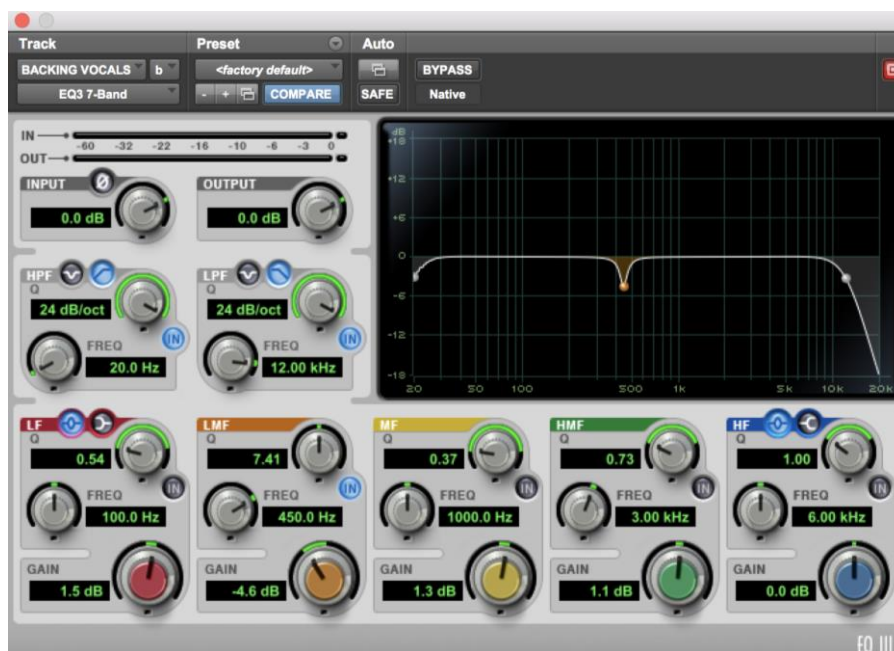 Track Preset Auto
BACKING VOCALS b <factory default> BYPASS
EQ3 7-Band - + COMPARE SAFE Native
IN
-60 -32 -22 -16 -10 -6 -3 0
OUT
INPUT OUTPUT
0.0 dB 0.0 dB
HPF LPF
Q Q
24 dB/oct 24 dB/oct
IN IN
FREQ FREQ
20.0 Hz 12.00 kHz
dB
+18
+12
+6
0
-6
-12
-18
20 50 100 500 1k 5k 10k 20k
LF LMF MF HMF HF
Q Q Q Q Q
0.54 7.41 0.37 0.73 1.00
IN IN IN IN IN
FREQ FREQ FREQ FREQ FREQ
100.0 Hz 450.0 Hz 1000.0 Hz 3.00 kHz 6.00 kHz
GAIN GAIN GAIN GAIN GAIN
1.5 dB -4.6 dB 1.3 dB 1.1 dB 0.0 dB
EQ III